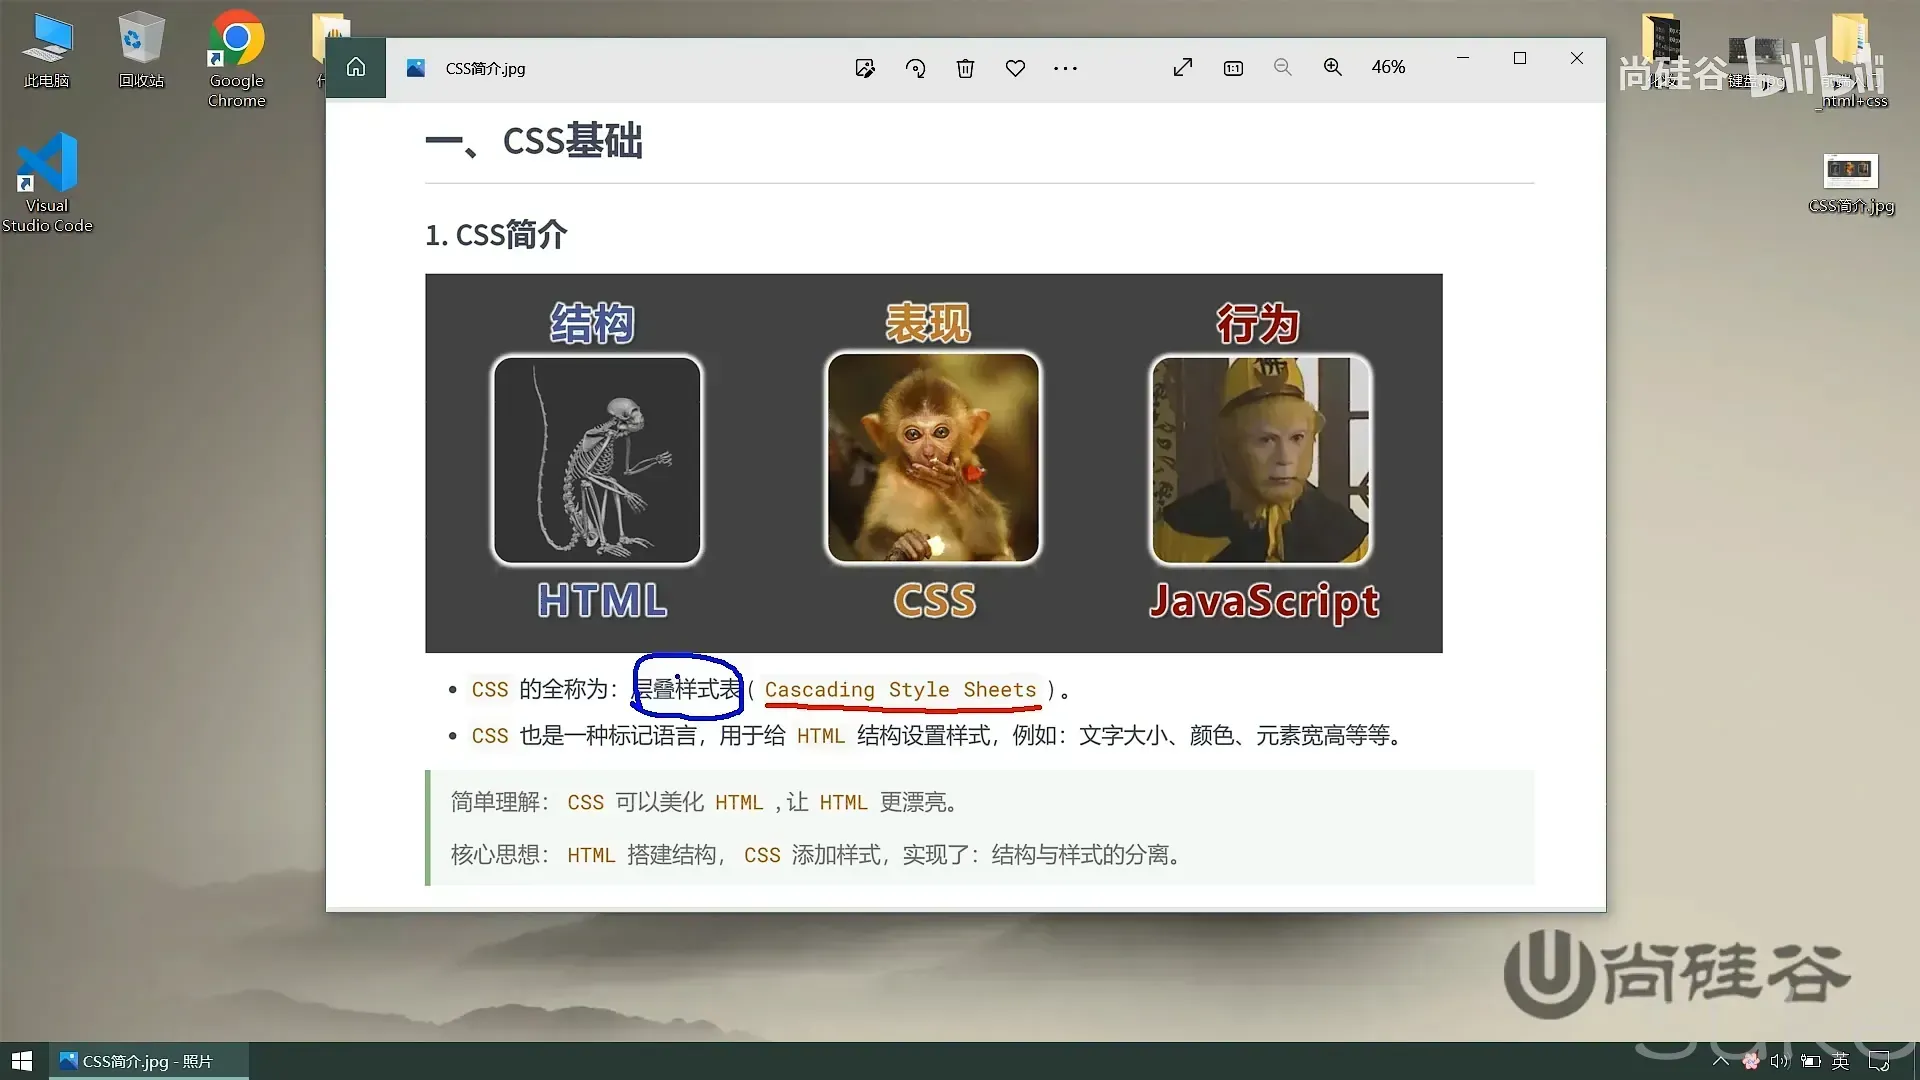 此电脑
回收站
Google
Chrome
Visual
Studio Code
CSS简介.jpg
46%
尚硅谷
bilibili
_html+css
CSS简介.jpg
一、CSS基础
1. CSS简介
结构
表现
行为
HTML
CSS
JavaScript
• CSS 的全称为：层叠样式表 ( Cascading Style Sheets ) 。
• CSS 也是一种标记语言，用于给 HTML 结构设置样式，例如：文字大小、颜色、元素宽高等等。
简单理解： CSS 可以美化 HTML , 让 HTML 更漂亮。
核心思想： HTML 搭建结构， CSS 添加样式，实现了：结构与样式的分离。
尚硅谷
CSS简介.jpg - 照片
英